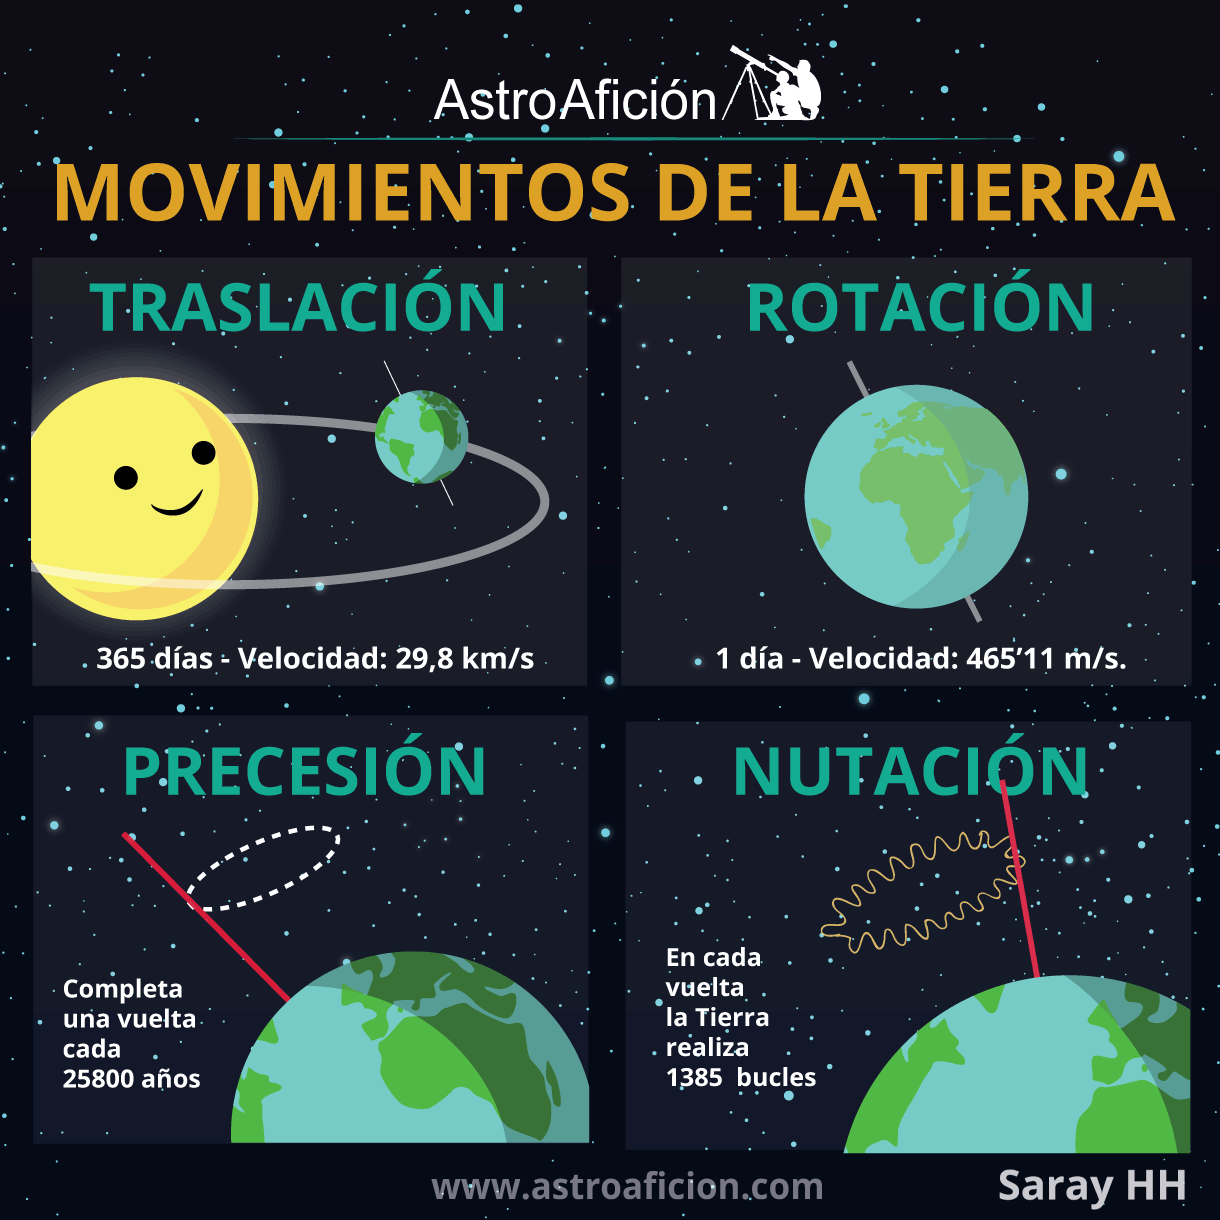 AstroAfición
MOVIMIENTOS DE LA TIERRA
TRASLACIÓN
365 días - Velocidad: 29,8 km/s
ROTACIÓN
1 día - Velocidad: 465’11 m/s.
PRECESIÓN
Completa
una vuelta
cada
25800 años
NUTACIÓN
En cada
vuelta
la Tierra
realiza
1385 bucles
www.astroaficion.com
Saray HH